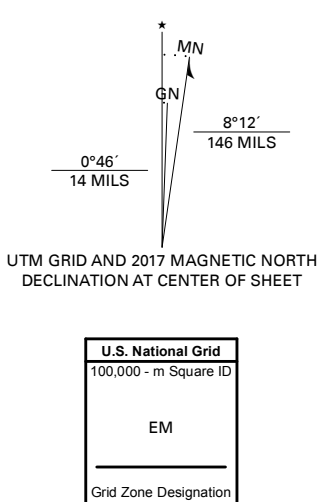 ★
MN
GN
8°12´
146 MILS
0°46´
14 MILS
UTM GRID AND 2017 MAGNETIC NORTH
DECLINATION AT CENTER OF SHEET
U.S. National Grid
100,000 - m Square ID
EM
Grid Zone Designation